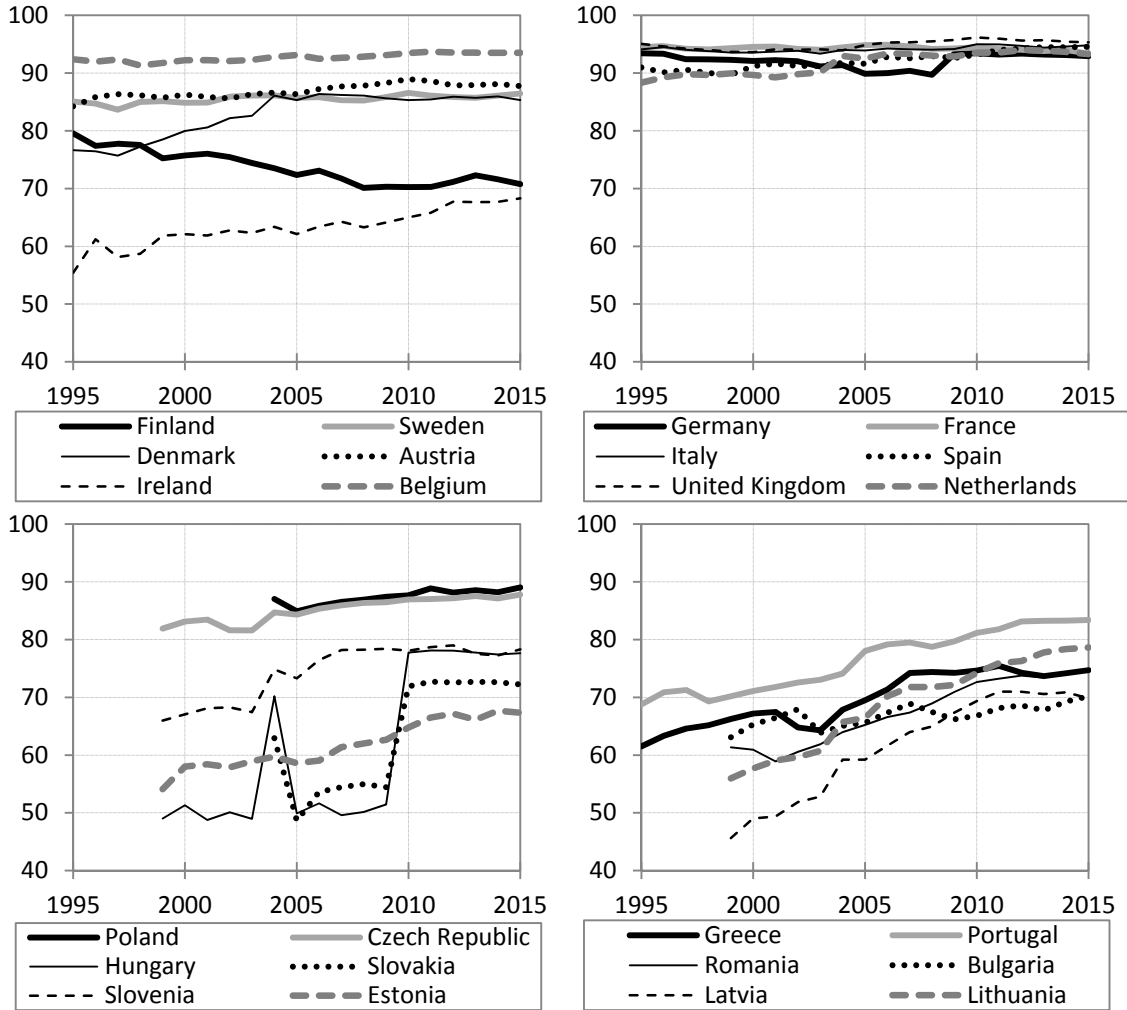 100
90
80
70
60
50
40
1995 2000 2005 2010 2015
Finland Sweden
Denmark Austria
Ireland Belgium
100
90
80
70
60
50
40
1995 2000 2005 2010 2015
Germany France
Italy Spain
United Kingdom Netherlands
100
90
80
70
60
50
40
1995 2000 2005 2010 2015
Poland Czech Republic
Hungary Slovakia
Slovenia Estonia
100
90
80
70
60
50
40
1995 2000 2005 2010 2015
Greece Portugal
Romania Bulgaria
Latvia Lithuania